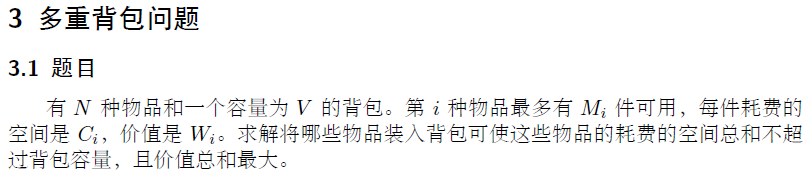 3 多重背包问题
3.1 题目
有 N 种物品和一个容量为 V 的背包。第 i 种物品最多有 Mi 件可用，每件耗费的
空间是 Ci，价值是 Wi。求解将哪些物品装入背包可使这些物品的耗费的空间总和不超
过背包容量，且价值总和最大。